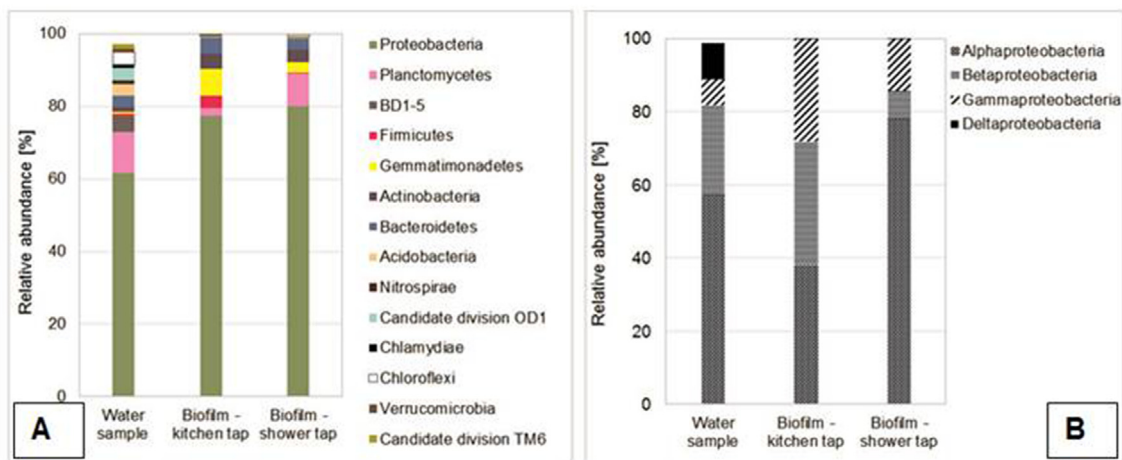 Relative abundance [%]
100
80
60
40
20
0
Water
sample
Biofilm -
kitchen tap
Biofilm -
shower tap
Proteobacteria
Planctomycetes
BD1-5
Firmicutes
Gemmatimonadetes
Actinobacteria
Bacteroidetes
Acidobacteria
Nitrospirae
Candidate division OD1
Chlamydiae
Chloroflexi
Verrucomicrobia
Candidate division TM6
A
Relative abundance [%]
100
80
60
40
20
0
Water
sample
Biofilm -
kitchen tap
Biofilm -
shower tap
Alphaproteobacteria
Betaproteobacteria
Gammaproteobacteria
Deltaproteobacteria
B